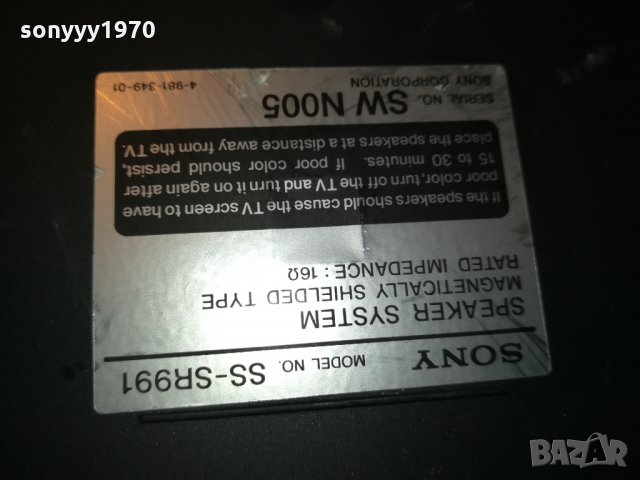 sonyyy1970
SONY MODEL NO. SS-SR991
SPEAKER SYSTEM
MAGNETICALLY SHIELDED TYPE
RATED IMPEDANCE : 16Ω
If the speakers should cause the TV screen to have
poor color, turn off the TV and turn it on again after
15 to 30 minutes. If poor color should persist,
place the speakers at a distance away from the TV.
SERIAL NO. SW N005
SONY CORPORATION 4-981-349-01
BAZAR